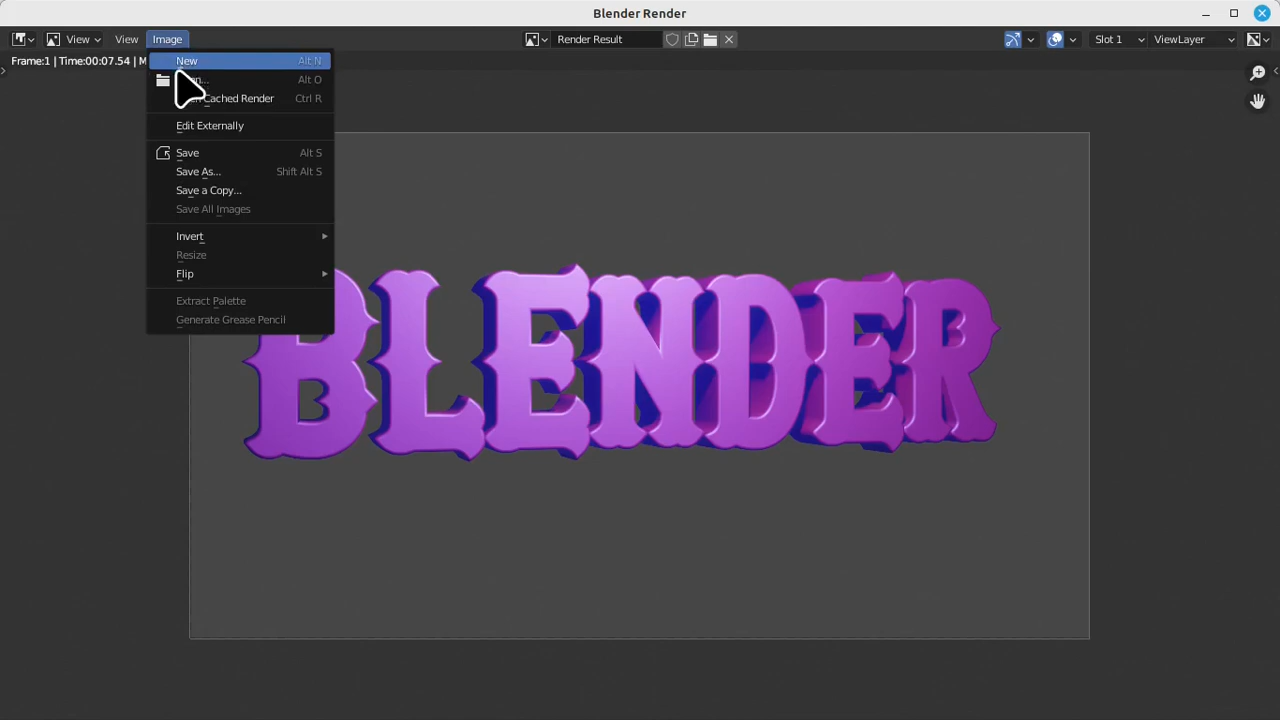 Blender Render
View View Image Render Result Slot 1 ViewLayer
Frame:1 | Time:00:07.54 | M
New Alt N
Alt O
Cached Render Ctrl R
Edit Externally
Save Alt S
Save As... Shift Alt S
Save a Copy...
Save All Images
Invert
Resize
Flip
Extract Palette
Generate Grease Pencil
BLENDER